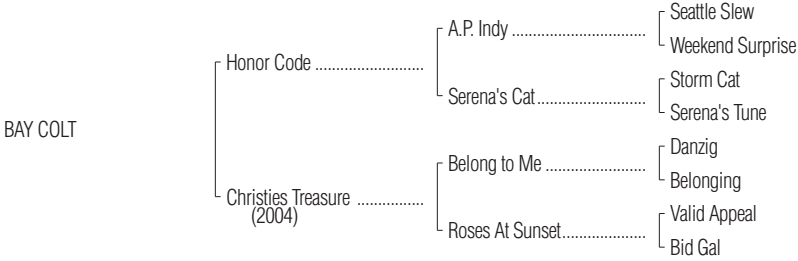 Seattle Slew
A.P. Indy ................................
Weekend Surprise
Honor Code ..........................
Storm Cat
Serena's Cat..........................
Serena's Tune
BAY COLT
Danzig
Belong to Me ........................
Belonging
Christies Treasure ................
(2004)
Valid Appeal
Roses At Sunset....................
Bid Gal